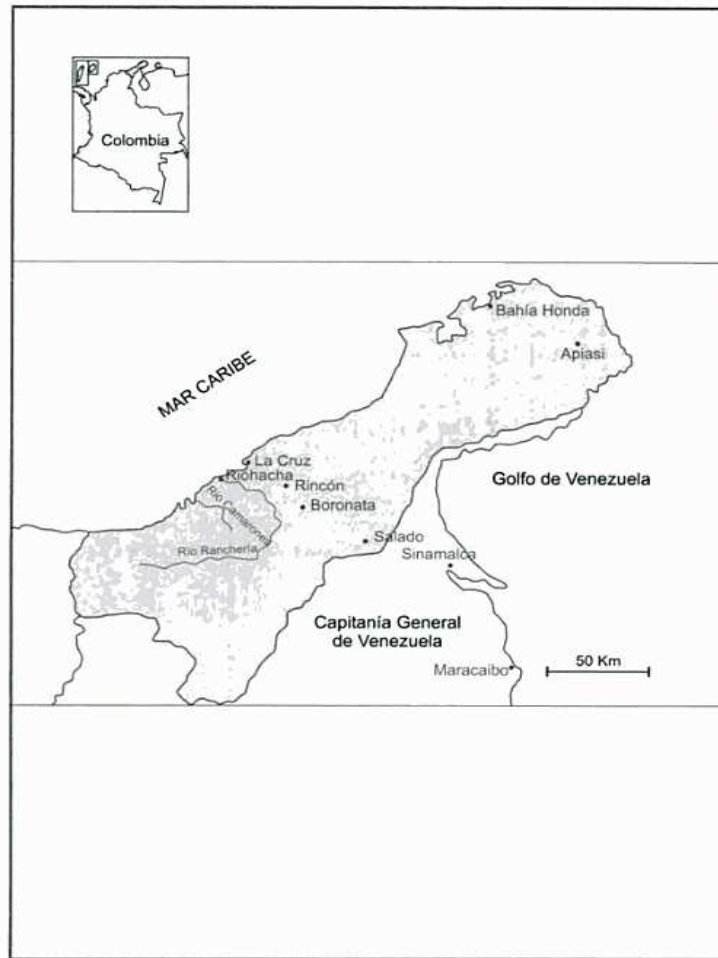 Colombia
Bahía Honda
Apiasi
MAR CARIBE
La Cruz
Riohacha
Rincón
Golfo de Venezuela
Río Camarones
Boronata
Río Ranchería
Salado
Sinamaica
Capitanía General
de Venezuela
50 Km
Maracaibo